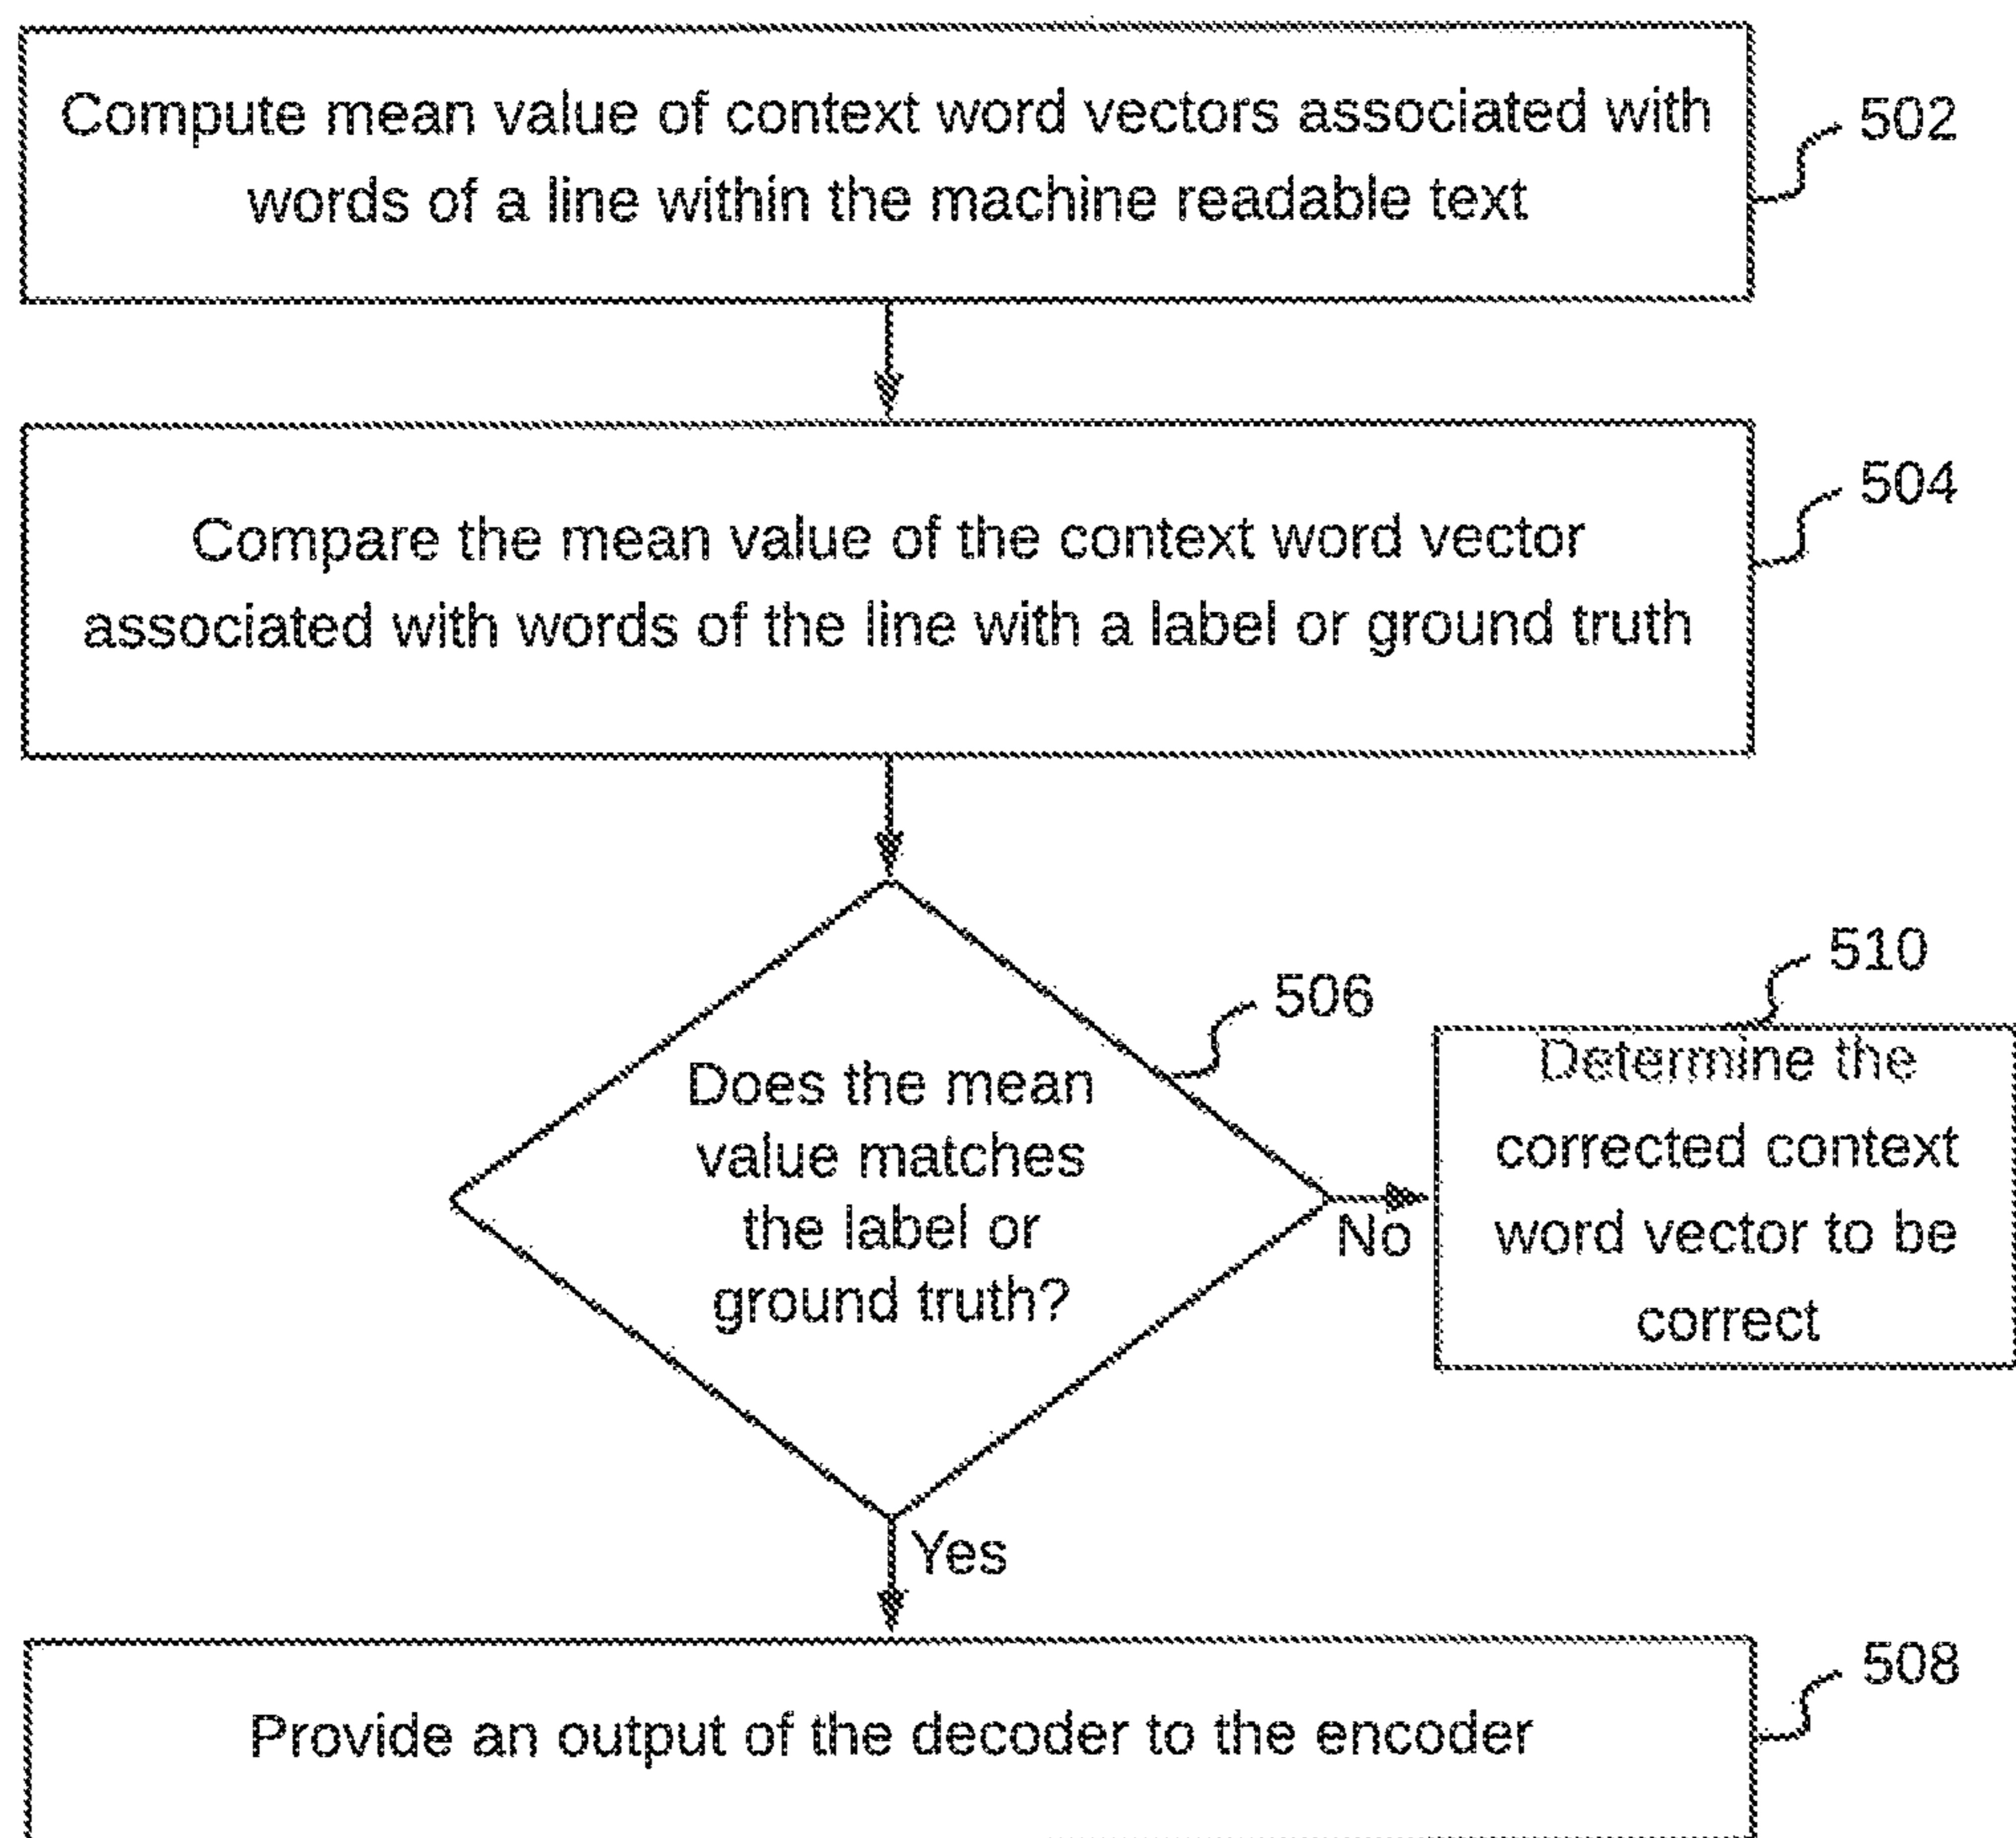 Compute mean value of context word vectors associated with
words of a line within the machine readable text
502
Compare the mean value of the context word vector
associated with words of the line with a label or ground truth
504
Does the mean
value matches
the label or
ground truth?
506
No
510
Determine the
corrected context
word vector to be
correct
Yes
Provide an output of the decoder to the encoder
508